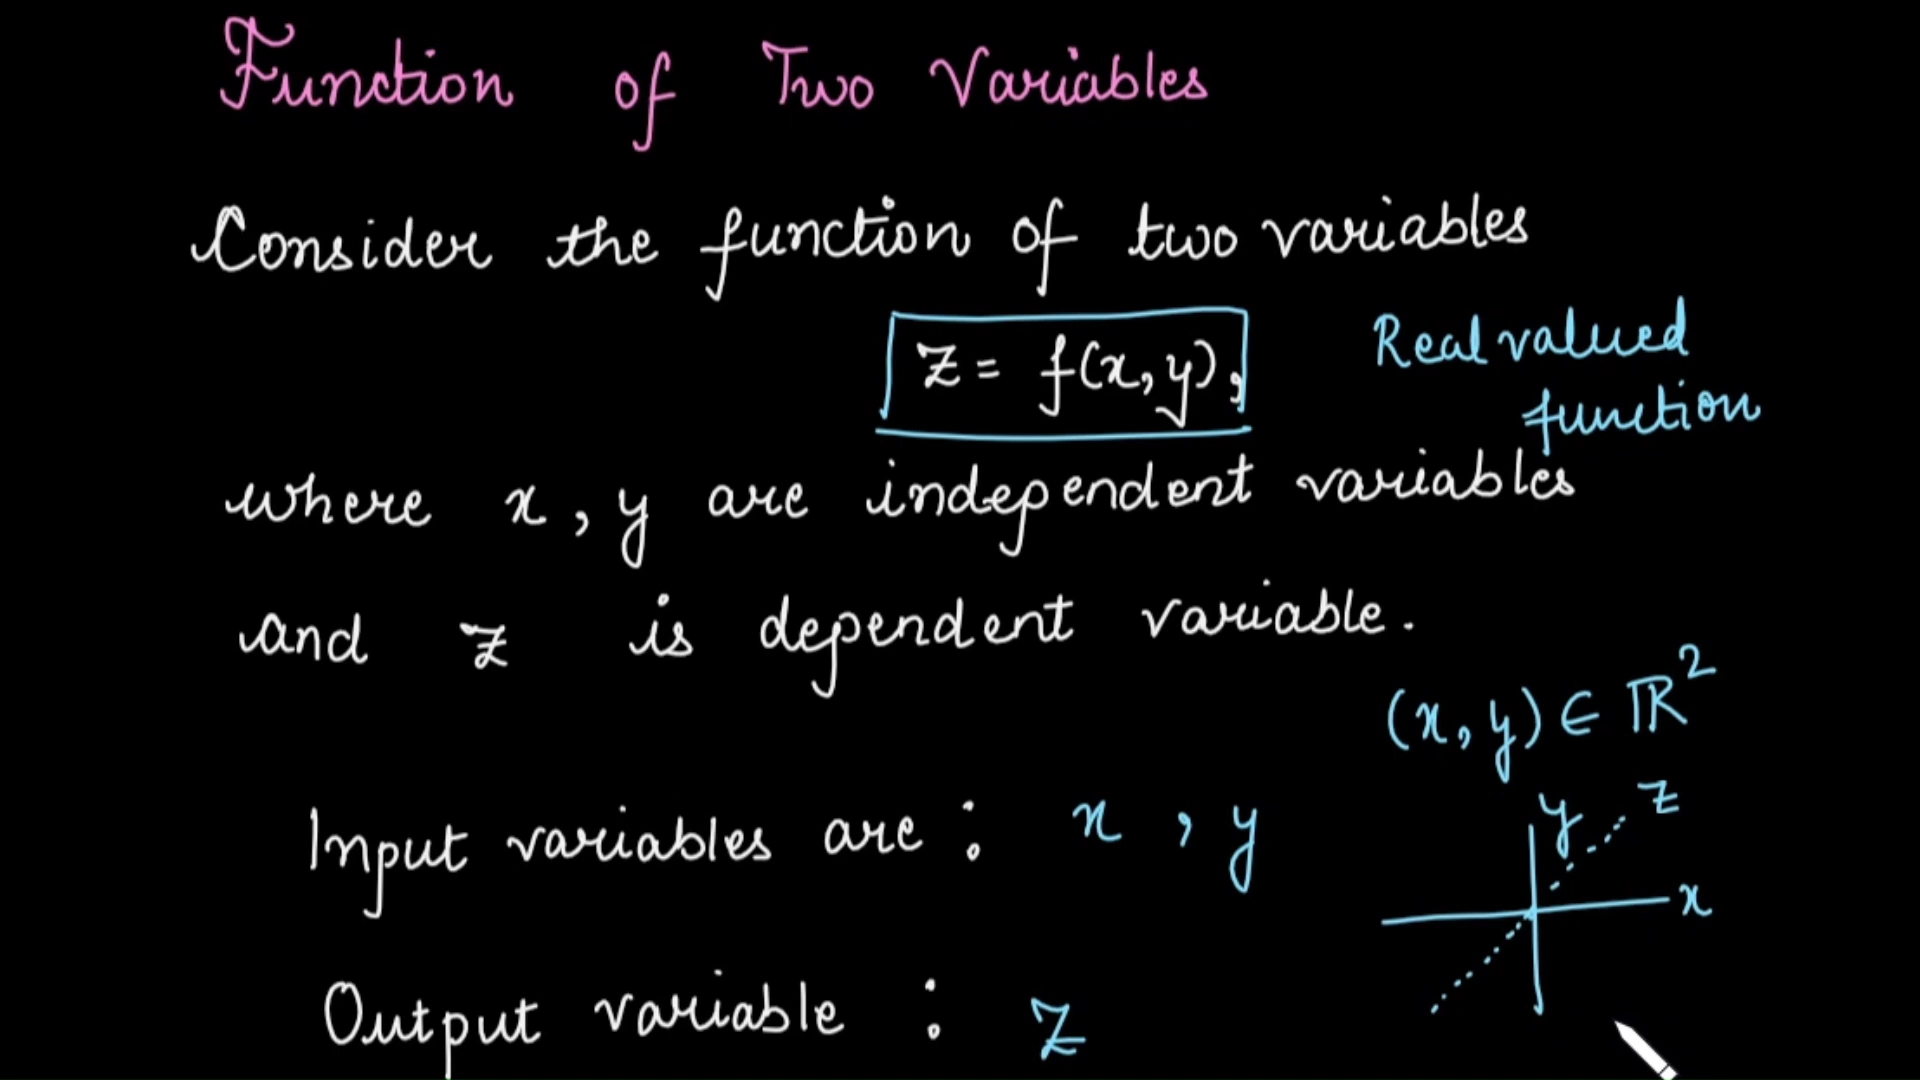 Function of Two Variables
Consider the function of two variables
z = f(x,y),
Real valued
function
where x, y are independent variables
and z is dependent variable.
(x, y) ∈ ℝ²
Input variables are : x , y
y z
x
Output variable : z